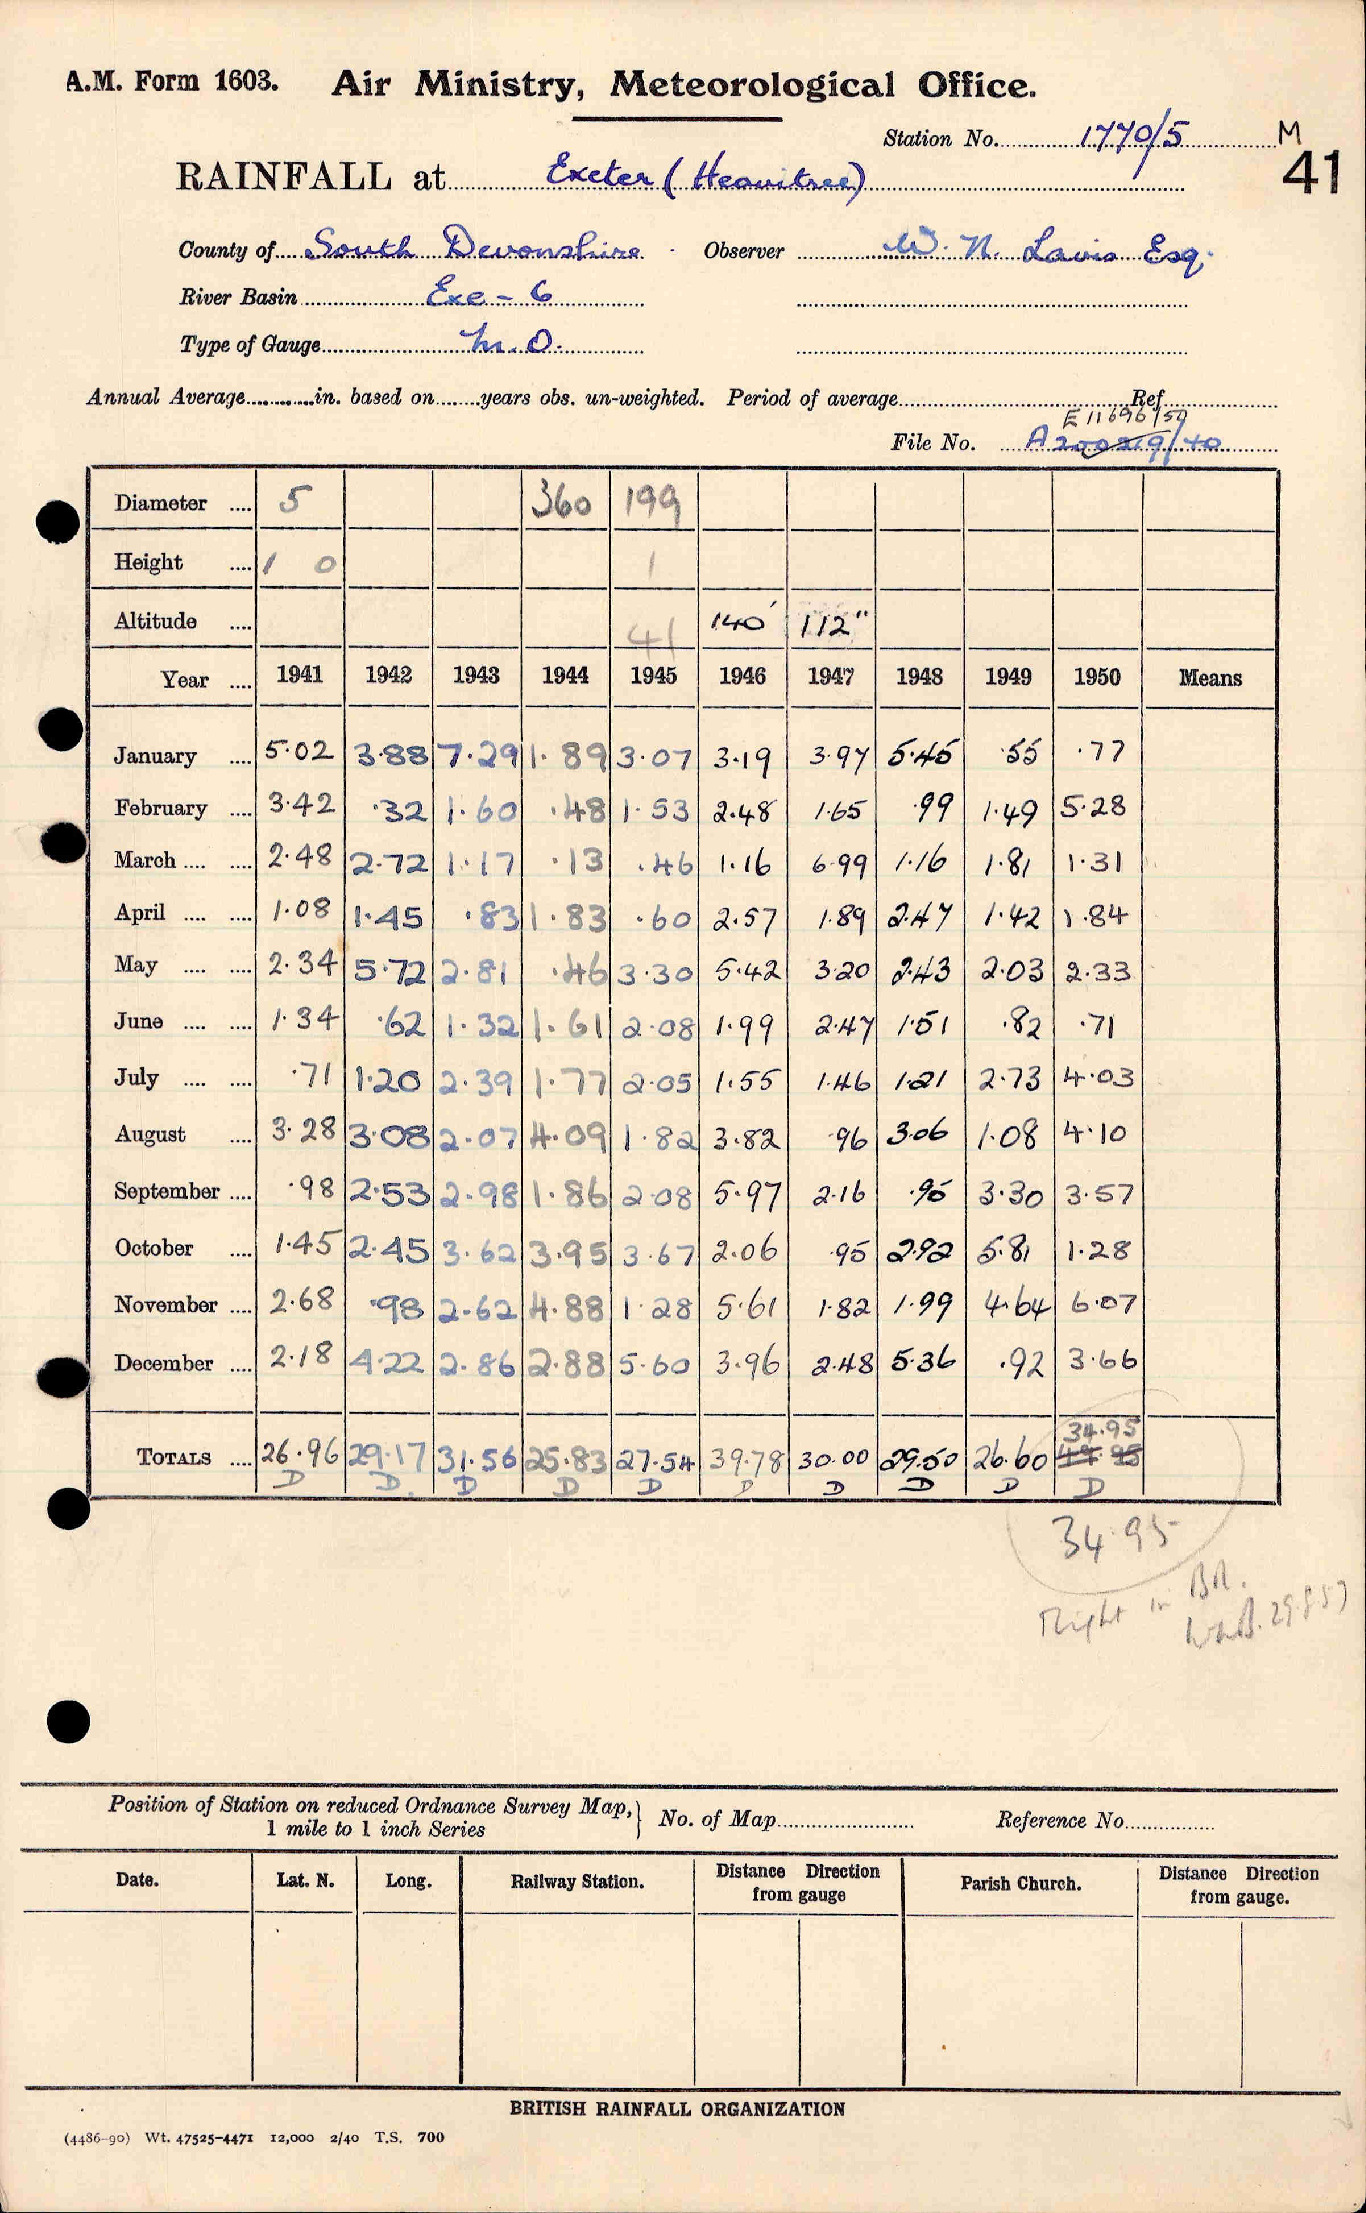 A.M. Form 1603. Air Ministry, Meteorological Office.
Station No. 1770/5 M
41
RAINFALL at Exeter (Heavitree)
County of South Devonshire Observer W. N. Lavis Esq.
River Basin Exe - 6
Type of Gauge M.O.
Annual Average in. based on years obs. un-weighted. Period of average Ref.
E 11696/50
File No. A200219/40
Diameter .... 5 360 199
Height .... 1 0 1
Altitude .... 41 140' 112"
Year .... 1941 1942 1943 1944 1945 1946 1947 1948 1949 1950 Means
January .... 5.02 3.88 7.29 1.89 3.07 3.19 3.97 5.45 .55 .77
February .... 3.42 .32 1.60 .48 1.53 2.48 1.65 .99 1.49 5.28
March .... .... 2.48 2.72 1.17 .13 .46 1.16 6.99 1.16 1.81 1.31
April .... .... 1.08 1.45 .83 1.83 .60 2.57 1.89 2.47 1.42 1.84
May .... .... 2.34 5.72 2.81 .46 3.30 5.42 3.20 2.43 2.03 2.33
June .... .... 1.34 .62 1.32 1.61 2.08 1.99 2.47 1.51 .82 .71
July .... .... .71 1.20 2.39 1.77 2.05 1.55 1.46 1.21 2.73 4.03
August .... 3.28 3.08 2.07 4.09 1.82 3.82 .96 3.06 1.08 4.10
September .... .98 2.53 2.98 1.86 2.08 5.97 2.16 .95 3.30 3.57
October .... 1.45 2.45 3.62 3.95 3.67 2.06 .95 2.92 5.81 1.28
November .... 2.68 .98 2.62 4.88 1.28 5.61 1.82 1.99 4.64 6.07
December .... 2.18 4.22 2.86 2.88 5.60 3.96 2.48 5.36 .92 3.66
34.95
TOTALS .... 26.96 29.17 31.56 25.83 27.54 39.78 30.00 29.50 26.60
D D. D D D D D D D D
34.95
Right in BR.
29.8.57
Position of Station on reduced Ordnance Survey Map, } No. of Map Reference No.
1 mile to 1 inch Series
Date. Lat. N. Long. Railway Station. Distance Direction Parish Church. Distance Direction
from gauge from gauge.
BRITISH RAINFALL ORGANIZATION
(4486-90) Wt. 47525-4471 12,000 2/40 T.S. 700